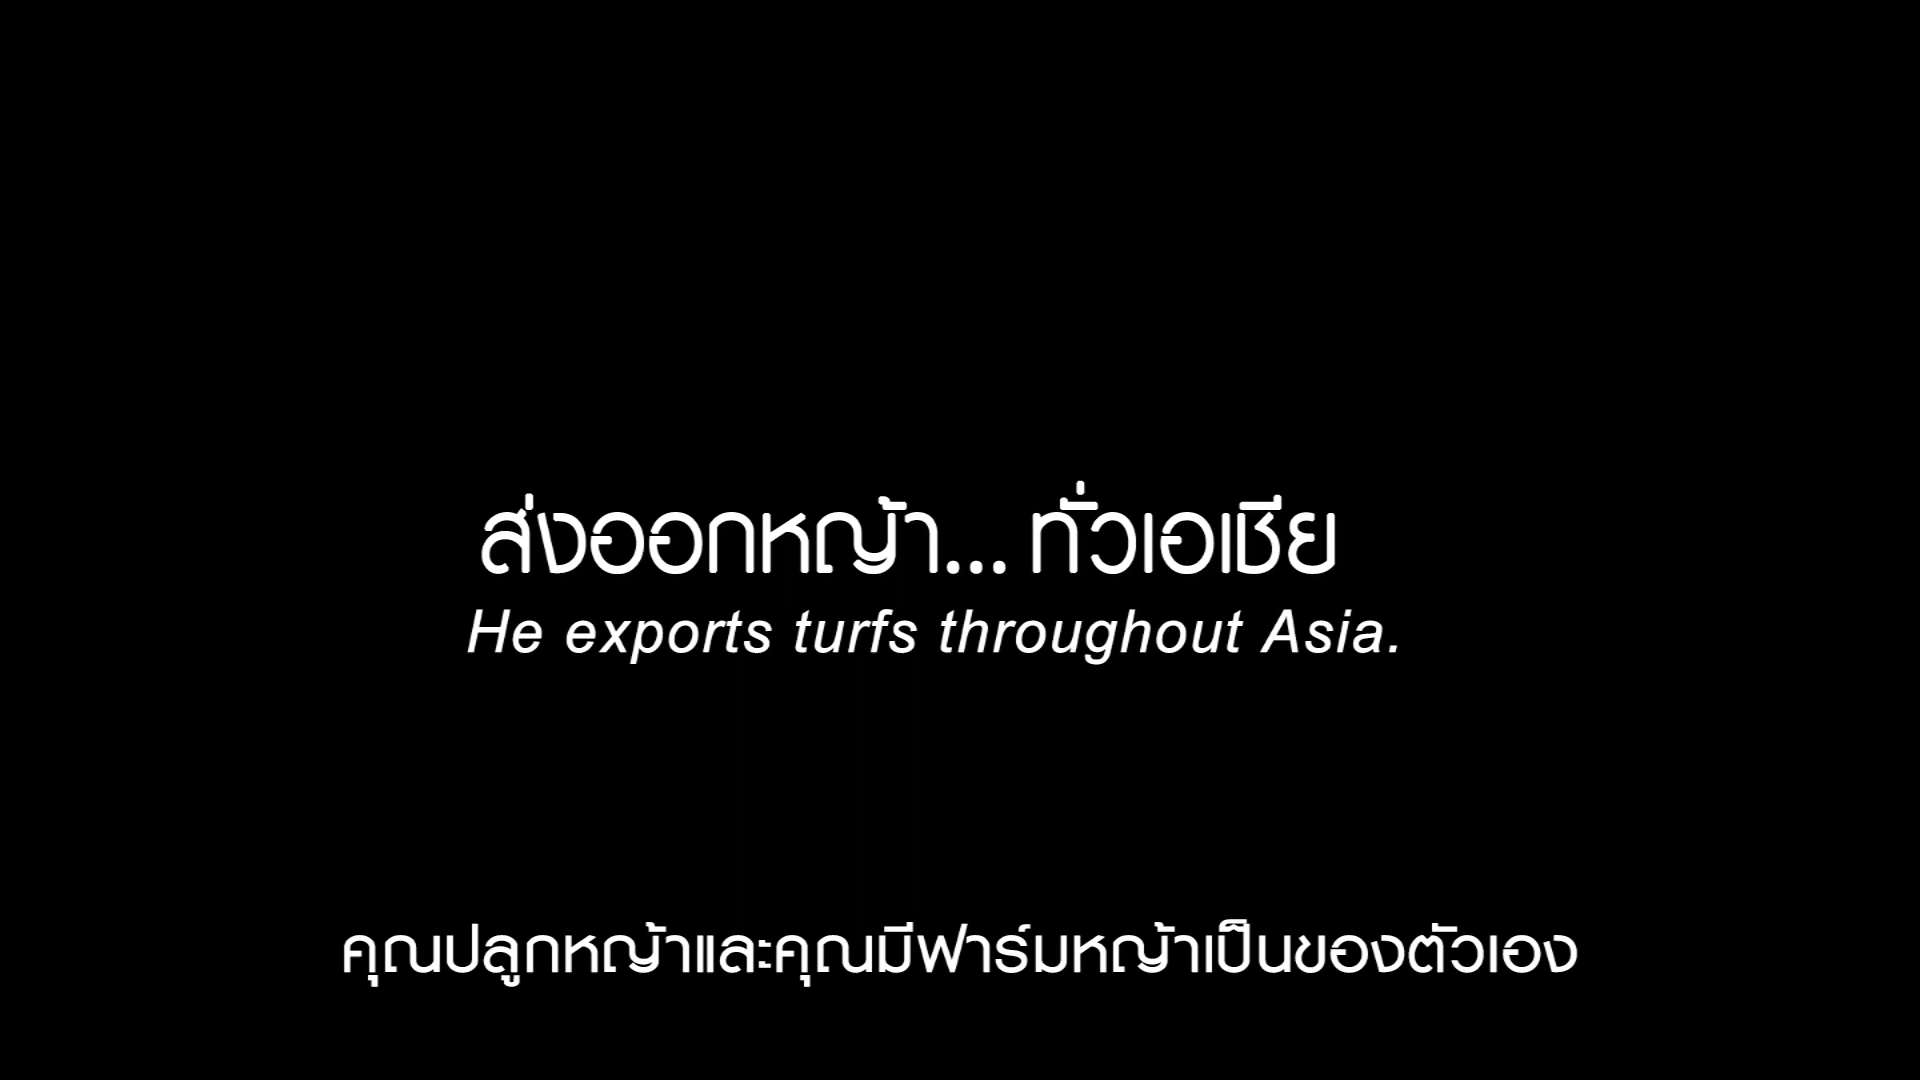 ส่งออกหญ้า... ทั่วเอเชีย
He exports turfs throughout Asia.
คุณปลูกหญ้าและคุณมีฟาร์มหญ้าเป็นของตัวเอง